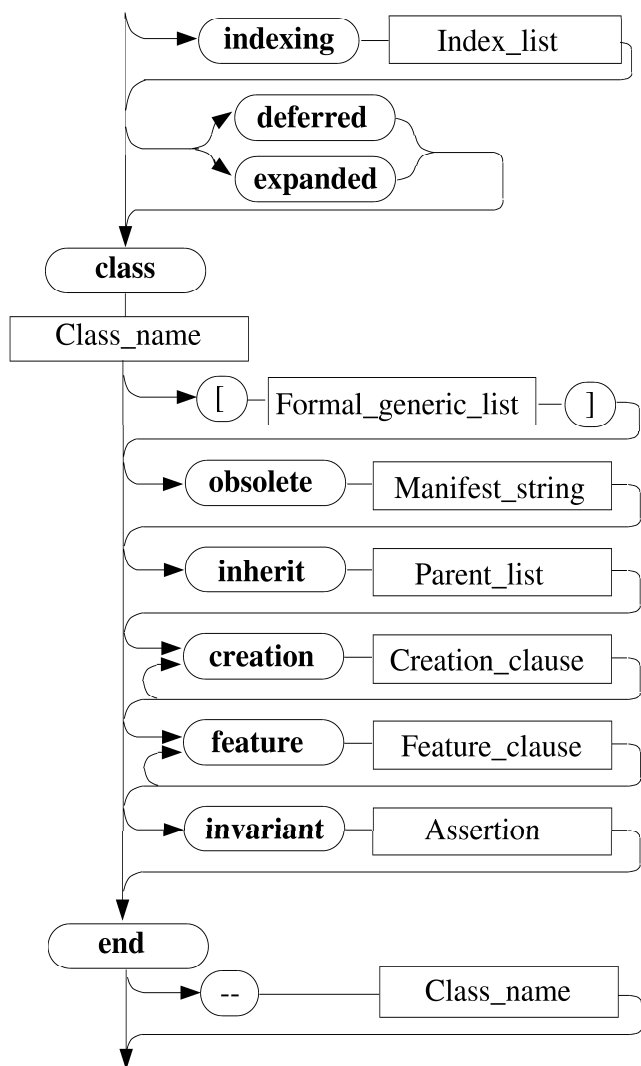 indexing Index_list
deferred
expanded
class
Class_name
[ Formal_generic_list ]
obsolete Manifest_string
inherit Parent_list
creation Creation_clause
feature Feature_clause
invariant Assertion
end
-- Class_name